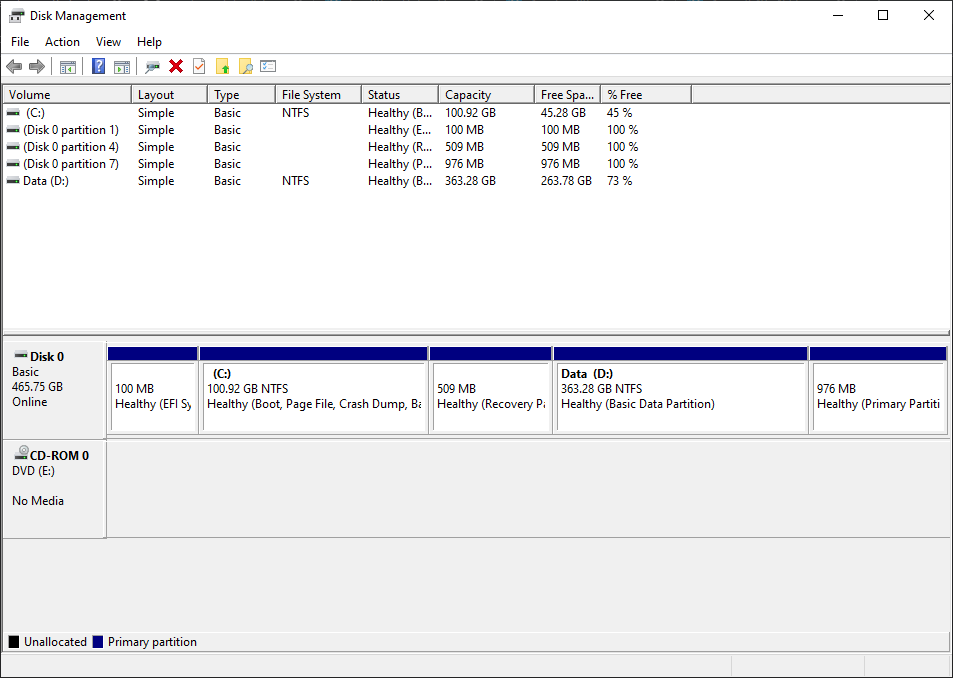 Disk Management
File Action View Help
Volume Layout Type File System Status Capacity Free Spa... % Free
(C:) Simple Basic NTFS Healthy (B... 100.92 GB 45.28 GB 45 %
(Disk 0 partition 1) Simple Basic Healthy (E... 100 MB 100 MB 100 %
(Disk 0 partition 4) Simple Basic Healthy (R... 509 MB 509 MB 100 %
(Disk 0 partition 7) Simple Basic Healthy (P... 976 MB 976 MB 100 %
Data (D:) Simple Basic NTFS Healthy (B... 363.28 GB 263.78 GB 73 %
Disk 0
Basic
465.75 GB
Online
100 MB
Healthy (EFI Sy
(C:)
100.92 GB NTFS
Healthy (Boot, Page File, Crash Dump, Ba
509 MB
Healthy (Recovery Pa
Data (D:)
363.28 GB NTFS
Healthy (Basic Data Partition)
976 MB
Healthy (Primary Partiti
CD-ROM 0
DVD (E:)
No Media
Unallocated Primary partition